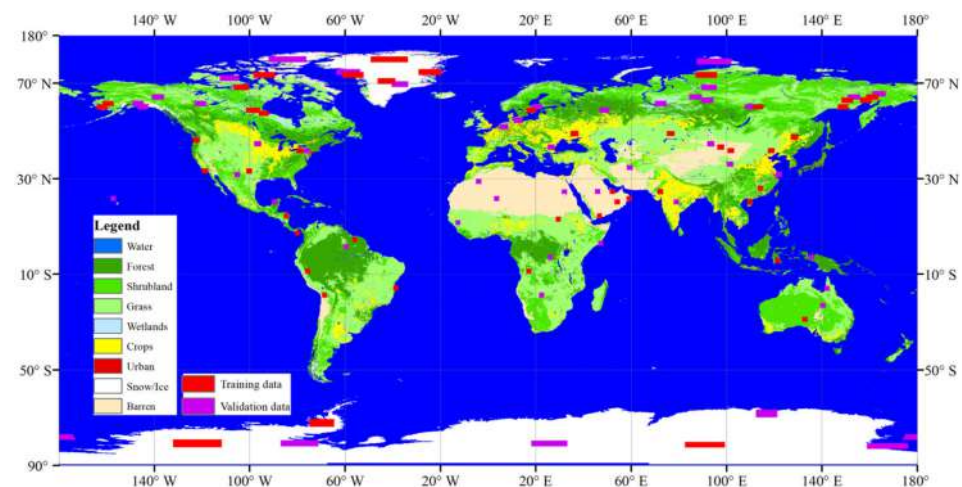 140° W 100° W 60° W 20° W 20° E 60° E 100° E 140° E 180°
180°
70° N 70° N
30° N 30° N
10° S 10° S
50° S 50° S
90°
Legend
Water
Forest
Shrubland
Grass
Wetlands
Crops
Urban
Snow/Ice
Barren
Training data
Validation data
140° W 100° W 60° W 20° W 20° E 60° E 100° E 140° E 180°